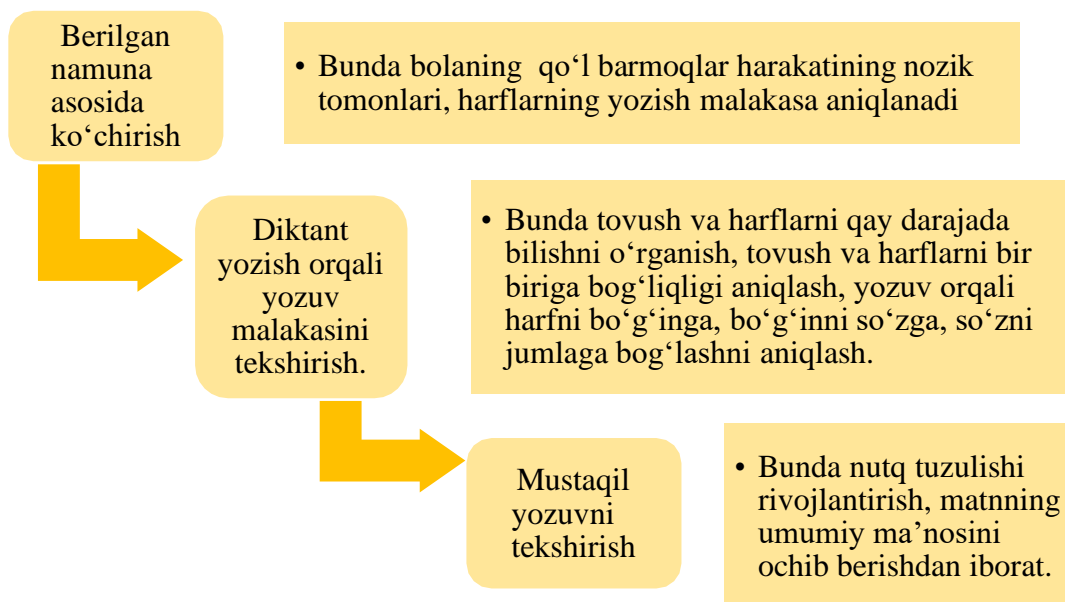 Berilgan
namuna
asosida
ko‘chirish
• Bunda bolaning qo‘l barmoqlar harakatining nozik
tomonlari, harflarning yozish malakasa aniqlanadi
Diktant
yozish orqali
yozuv
malakasini
tekshirish.
• Bunda tovush va harflarni qay darajada
bilishni o‘rganish, tovush va harflarni bir
biriga bog‘liqligi aniqlash, yozuv orqali
harfni bo‘g‘inga, bo‘g‘inni so‘zga, so‘zni
jumlaga bog‘lashni aniqlash.
Mustaqil
yozuvni
tekshirish
• Bunda nutq tuzulishi
rivojlantirish, matnning
umumiy ma’nosini
ochib berishdan iborat.